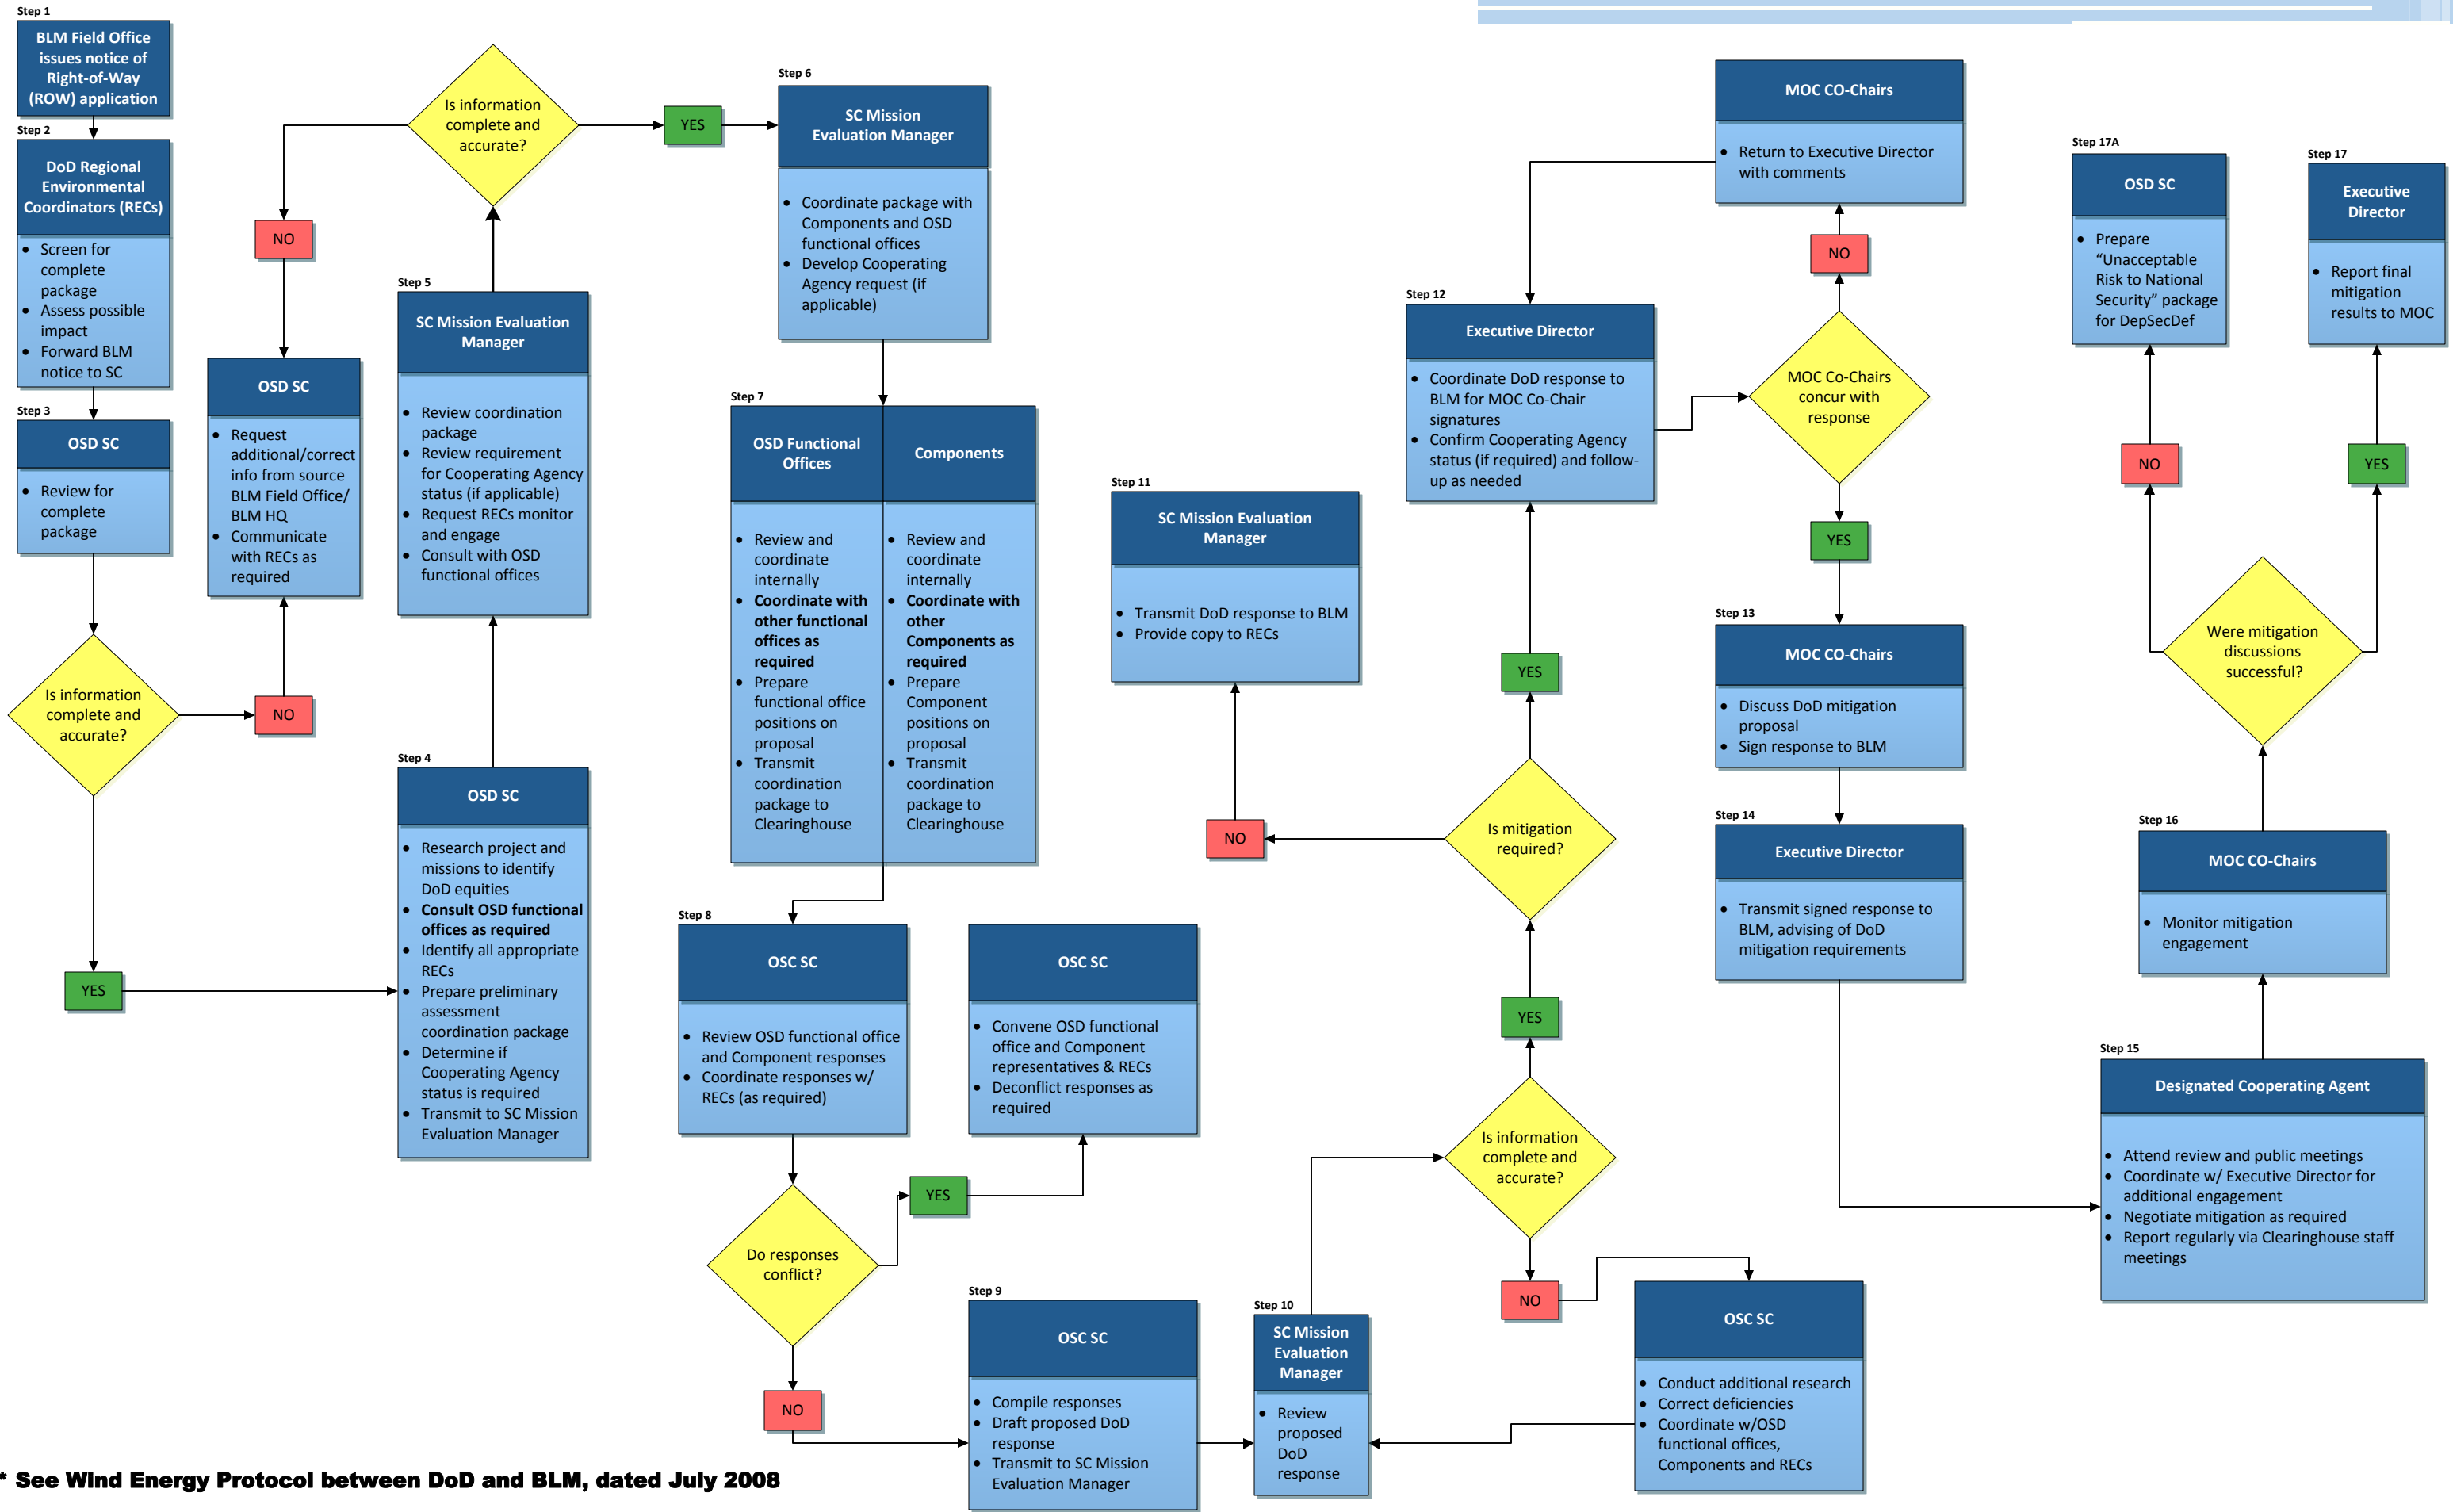 Step 1
BLM Field Office
issues notice of
Right-of-Way
(ROW) application
Step 2
DoD Regional
Environmental
Coordinators (RECs)
• Screen for
complete
package
• Assess possible
impact
• Forward BLM
notice to SC
Step 3
OSD SC
• Review for
complete
package
Is information
complete and
accurate?
NO
YES
OSD SC
• Request
additional/correct
info from source
BLM Field Office/
BLM HQ
• Communicate
with RECs as
required
NO
Step 4
OSD SC
• Research project and
missions to identify
DoD equities
• Consult OSD functional
offices as required
• Identify all appropriate
RECs
• Prepare preliminary
assessment
coordination package
• Determine if
Cooperating Agency
status is required
• Transmit to SC Mission
Evaluation Manager
Step 5
SC Mission Evaluation
Manager
• Review coordination
package
• Review requirement
for Cooperating Agency
status (if applicable)
• Request RECs monitor
and engage
• Consult with OSD
functional offices
Is information
complete and
accurate?
YES
Step 6
SC Mission
Evaluation Manager
• Coordinate package with
Components and OSD
functional offices
• Develop Cooperating
Agency request (if
applicable)
Step 7
OSD Functional
Offices
• Review and
coordinate
internally
• Coordinate with
other functional
offices as
required
• Prepare
functional office
positions on
proposal
• Transmit
coordination
package to
Clearinghouse
Components
• Review and
coordinate
internally
• Coordinate with
other
Components as
required
• Prepare
Component
positions on
proposal
• Transmit
coordination
package to
Clearinghouse
Step 8
OSC SC
• Review OSD functional office
and Component responses
• Coordinate responses w/
RECs (as required)
Do responses
conflict?
YES
NO
OSC SC
• Convene OSD functional
office and Component
representatives & RECs
• Deconflict responses as
required
Step 9
OSC SC
• Compile responses
• Draft proposed DoD
response
• Transmit to SC Mission
Evaluation Manager
Step 10
SC Mission
Evaluation
Manager
• Review
proposed
DoD
response
Is information
complete and
accurate?
NO
YES
OSC SC
• Conduct additional research
• Correct deficiencies
• Coordinate w/OSD
functional offices,
Components and RECs
Is mitigation
required?
NO
YES
Step 11
SC Mission Evaluation
Manager
• Transmit DoD response to BLM
• Provide copy to RECs
Step 12
Executive Director
• Coordinate DoD response to
BLM for MOC Co-Chair
signatures
• Confirm Cooperating Agency
status (if required) and follow-
up as needed
MOC Co-Chairs
concur with
response
NO
YES
MOC CO-Chairs
• Return to Executive Director
with comments
Step 13
MOC CO-Chairs
• Discuss DoD mitigation
proposal
• Sign response to BLM
Step 14
Executive Director
• Transmit signed response to
BLM, advising of DoD
mitigation requirements
Step 15
Designated Cooperating Agent
• Attend review and public meetings
• Coordinate w/ Executive Director for
additional engagement
• Negotiate mitigation as required
• Report regularly via Clearinghouse staff
meetings
Step 16
MOC CO-Chairs
• Monitor mitigation
engagement
Were mitigation
discussions
successful?
NO
YES
Step 17A
OSD SC
• Prepare
“Unacceptable
Risk to National
Security” package
for DepSecDef
Step 17
Executive
Director
• Report final
mitigation
results to MOC
* See Wind Energy Protocol between DoD and BLM, dated July 2008